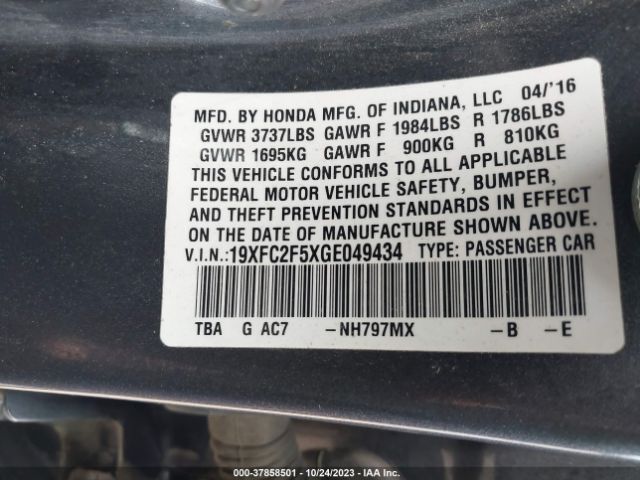 MFD. BY HONDA MFG. OF INDIANA, LLC 04/'16
GVWR 3737LBS GAWR F 1984LBS R 1786LBS
GVWR 1695KG GAWR F 900KG R 810KG
THIS VEHICLE CONFORMS TO ALL APPLICABLE
FEDERAL MOTOR VEHICLE SAFETY, BUMPER,
AND THEFT PREVENTION STANDARDS IN EFFECT
ON THE DATE OF MANUFACTURE SHOWN ABOVE.
V.I.N.:19XFC2F5XGE049434 TYPE: PASSENGER CAR
TBA G AC7 -NH797MX -B -E
000-37858501 - 10/24/2023 - IAA Inc.